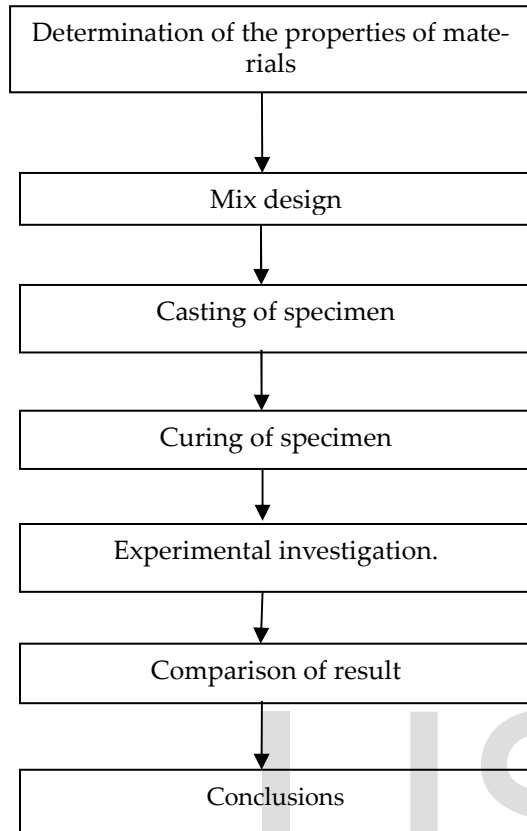 Determination of the properties of mate-
rials
Mix design
Casting of specimen
Curing of specimen
Experimental investigation.
Comparison of result
Conclusions